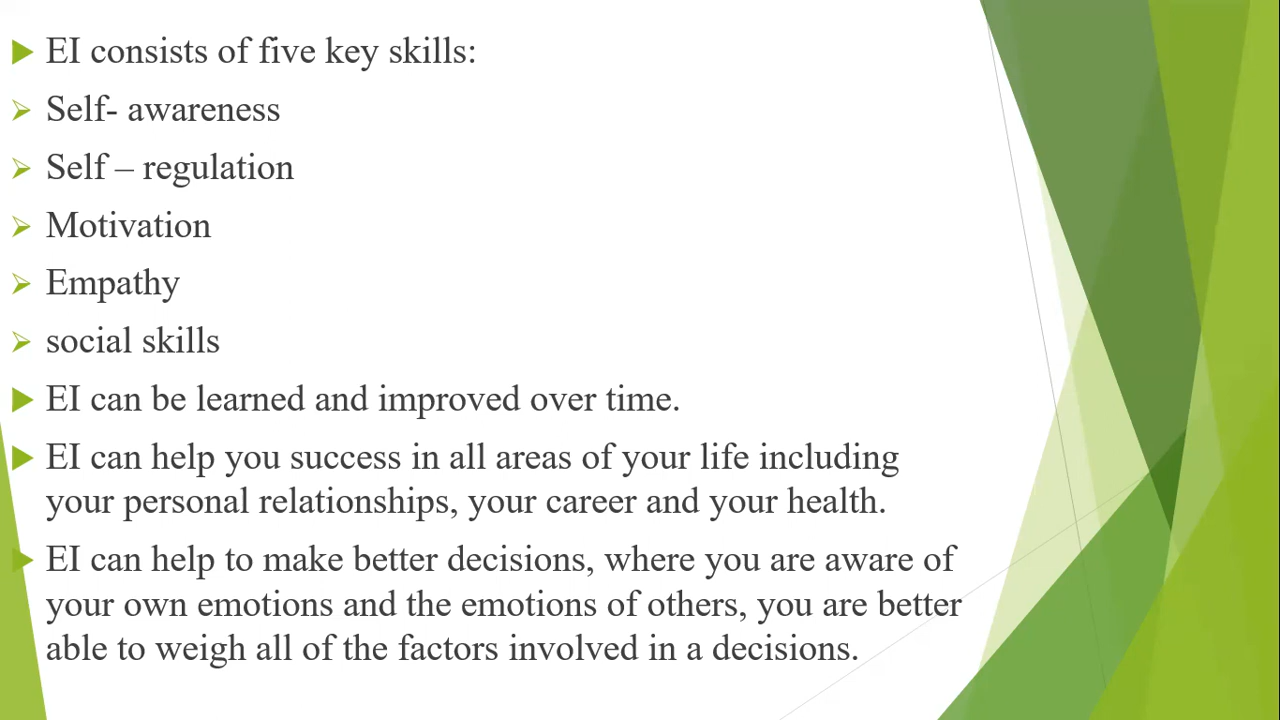 EI consists of five key skills:
Self- awareness
Self – regulation
Motivation
Empathy
social skills
EI can be learned and improved over time.
EI can help you success in all areas of your life including
your personal relationships, your career and your health.
EI can help to make better decisions, where you are aware of
your own emotions and the emotions of others, you are better
able to weigh all of the factors involved in a decisions.